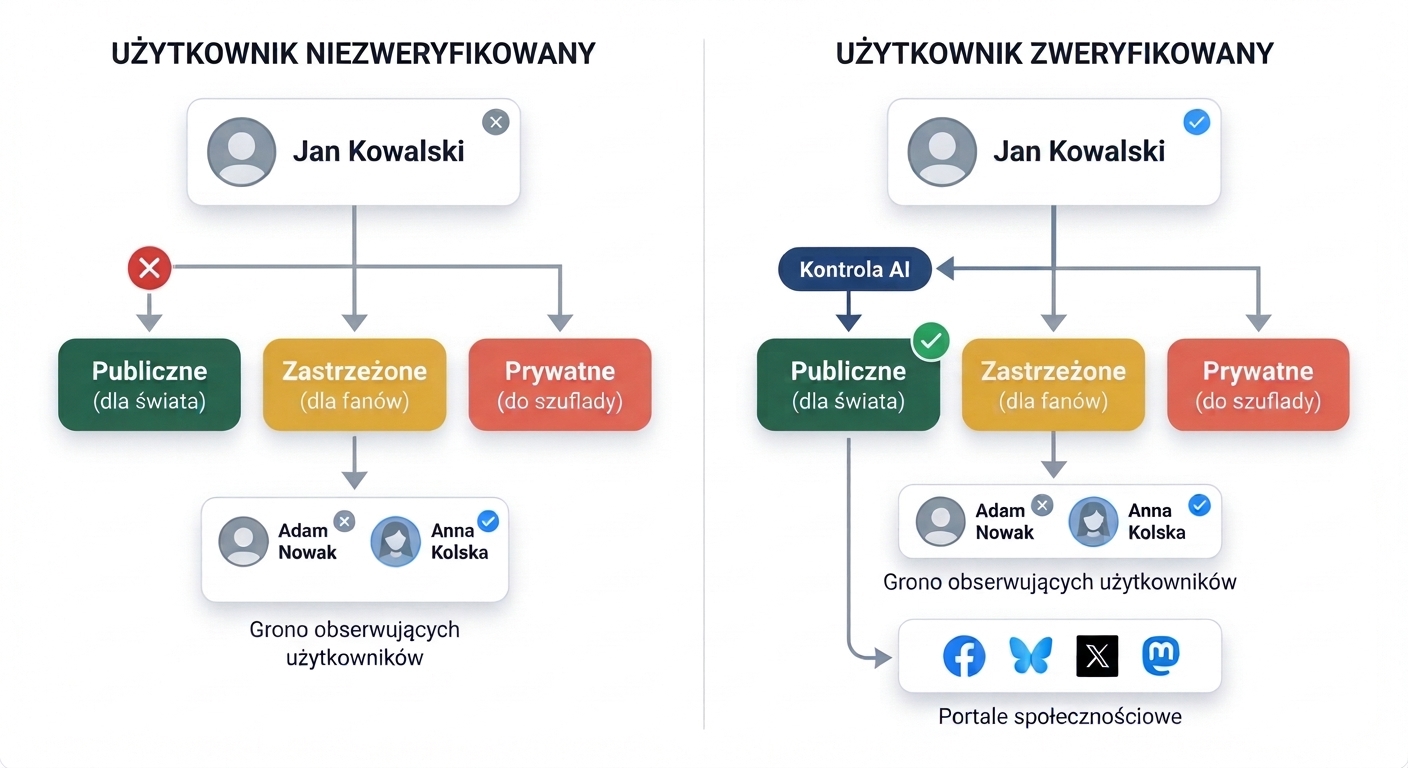 UŻYTKOWNIK NIEZWERYFIKOWANY
Jan Kowalski
Publiczne
(dla świata)
Zastrzeżone
(dla fanów)
Prywatne
(do szuflady)
Adam
Nowak
Anna
Kolska
Grono obserwujących
użytkowników
UŻYTKOWNIK ZWERYFIKOWANY
Jan Kowalski
Kontrola AI
Publiczne
(dla świata)
Zastrzeżone
(dla fanów)
Prywatne
(do szuflady)
Adam
Nowak
Anna
Kolska
Grono obserwujących użytkowników
Portale społecznościowe